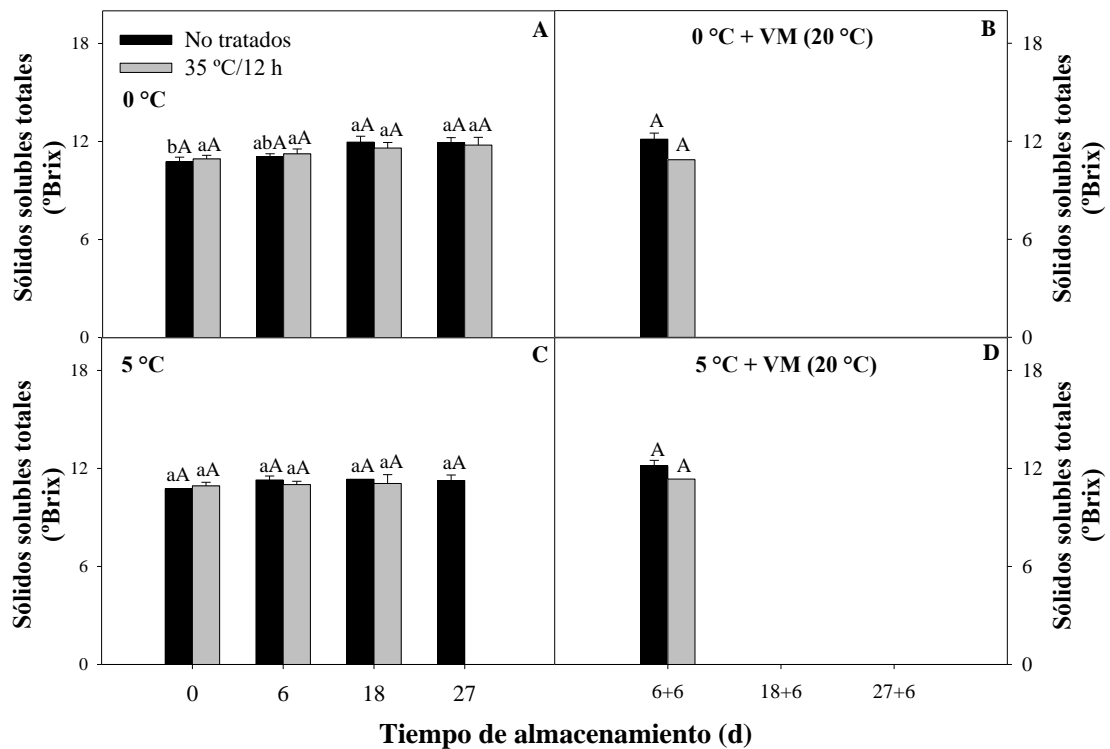 18
12
6
0
Sólidos solubles totales
(ºBrix)
No tratados
35 ºC/12 h
A
0 °C
bA aA
abA aA
aA aA
aA aA
0 °C + VM (20 °C)
B
A
A
18
12
6
0
Sólidos solubles totales
(ºBrix)
18
12
6
0
Sólidos solubles totales
(ºBrix)
5 °C
C
aA aA
aA aA
aA aA
aA
0
6
18
27
5 °C + VM (20 °C)
D
A
A
18
12
6
0
Sólidos solubles totales
(ºBrix)
6+6
18+6
27+6
Tiempo de almacenamiento (d)